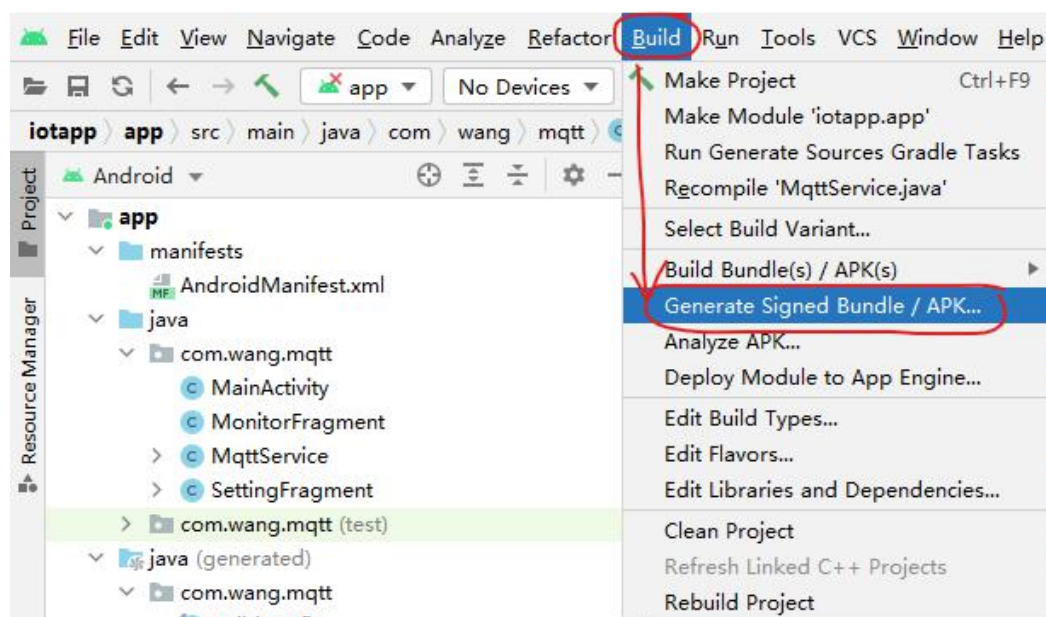 File Edit View Navigate Code Analyze Refactor Build Run Tools VCS Window Help
app No Devices
iotapp app src main java com wang mqtt
Project
Resource Manager
Android
app
manifests
AndroidManifest.xml
java
com.wang.mqtt
MainActivity
MonitorFragment
MqttService
SettingFragment
com.wang.mqtt (test)
java (generated)
com.wang.mqtt
Make Project Ctrl+F9
Make Module 'iotapp.app'
Run Generate Sources Gradle Tasks
Recompile 'MqttService.java'
Select Build Variant...
Build Bundle(s) / APK(s)
Generate Signed Bundle / APK...
Analyze APK...
Deploy Module to App Engine...
Edit Build Types...
Edit Flavors...
Edit Libraries and Dependencies...
Clean Project
Refresh Linked C++ Projects
Rebuild Project